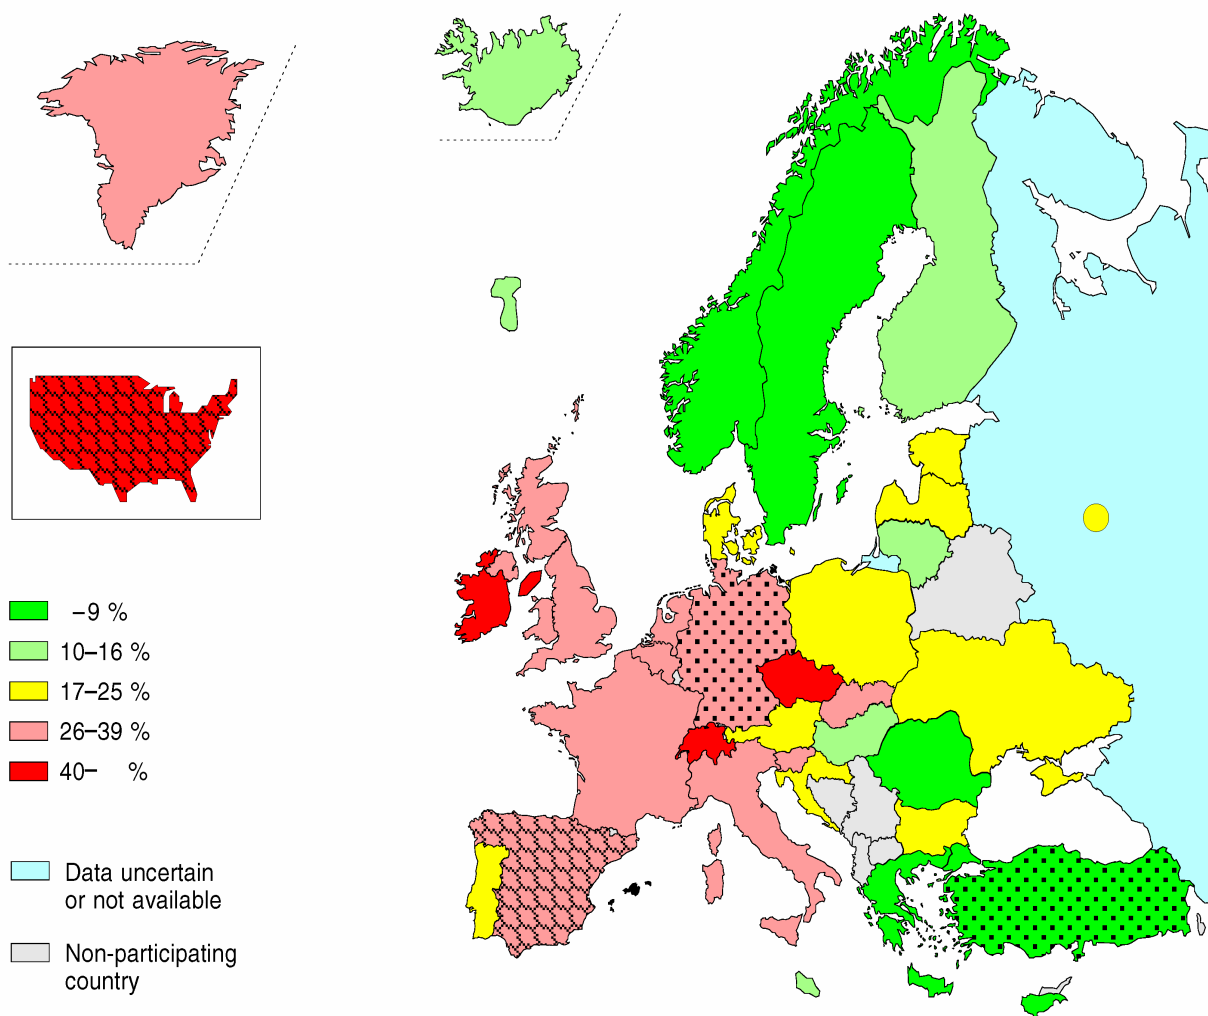 –9 %
10–16 %
17–25 %
26–39 %
40– %
Data uncertain
or not available
Non-participating
country